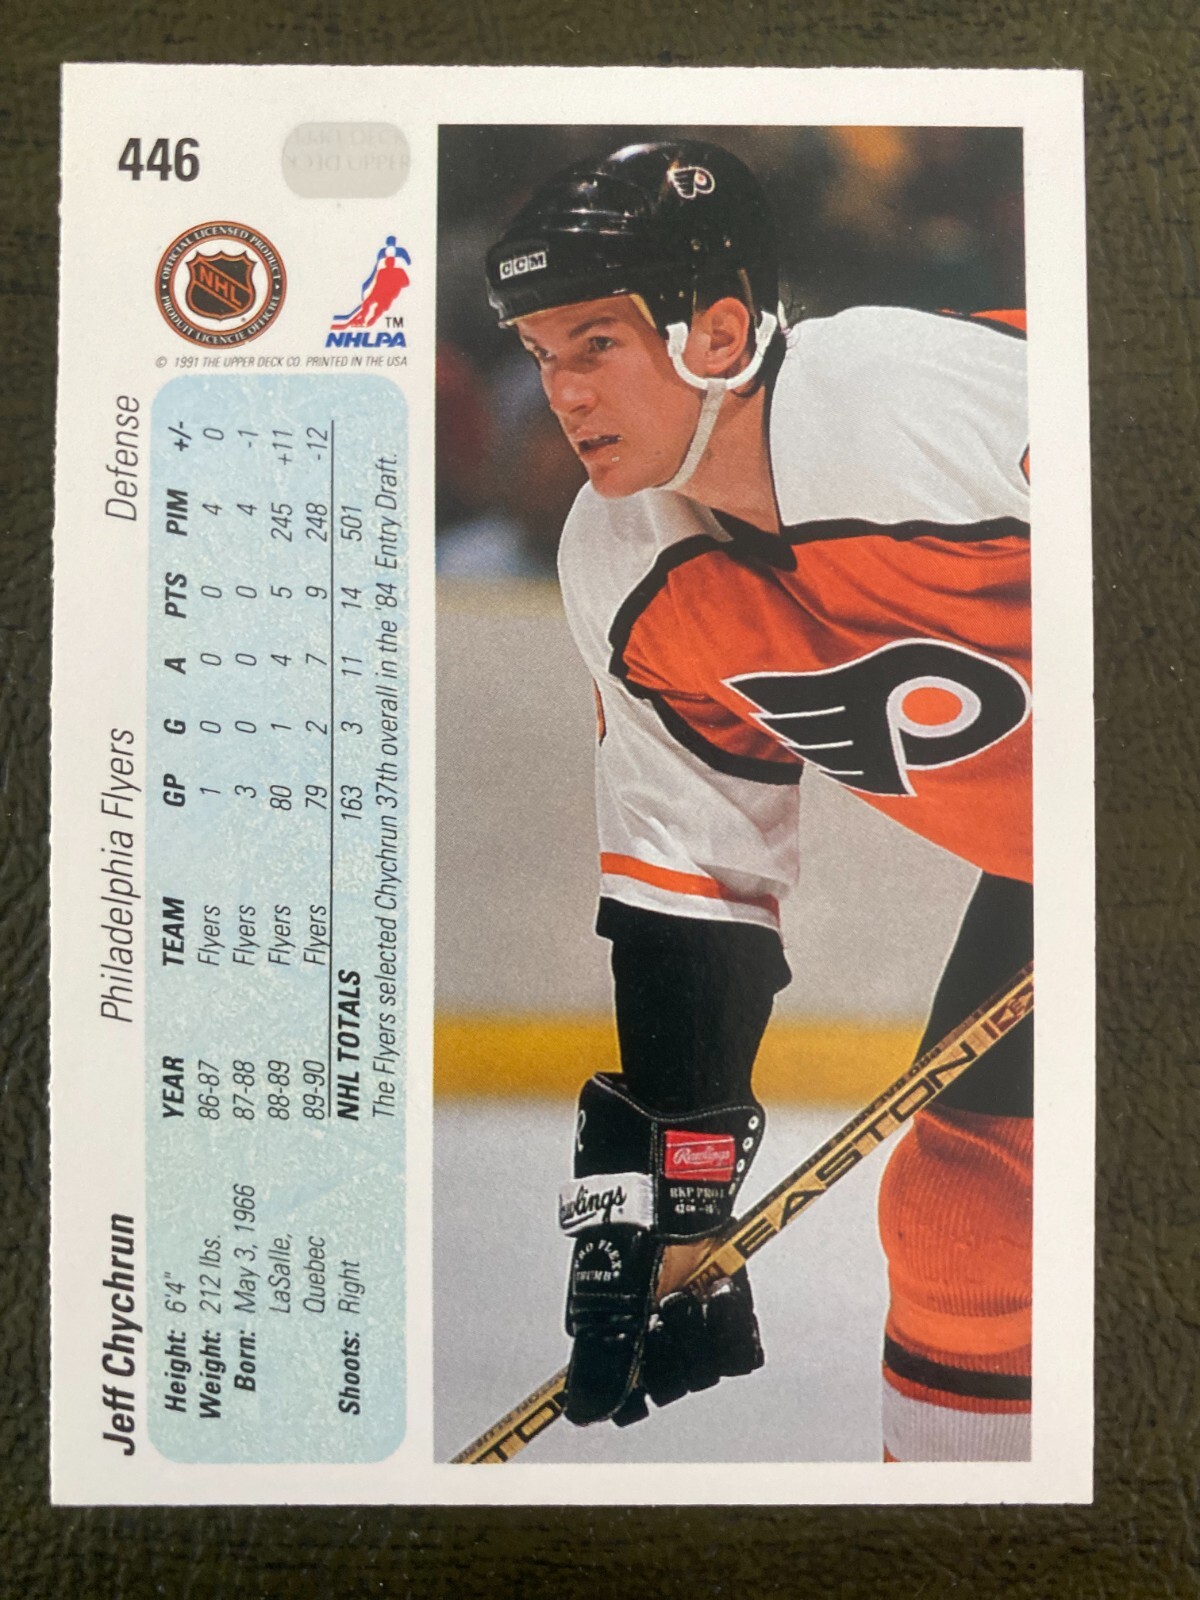 446
OFFICIAL LICENSED PRODUCT • PRODUIT LICENCIE OFFICIEL •
NHL
TM
NHLPA
© 1991 THE UPPER DECK CO. PRINTED IN THE USA
Jeff Chychrun Philadelphia Flyers Defense
Height: 6'4"
Weight: 212 lbs.
Born: May 3, 1966
LaSalle,
Quebec
Shoots: Right
YEAR TEAM GP G A PTS PIM +/-
86-87 Flyers 1 0 0 0 4 0
87-88 Flyers 3 0 0 0 4 -1
88-89 Flyers 80 1 4 5 245 +11
89-90 Flyers 79 2 7 9 248 -12
NHL TOTALS 163 3 11 14 501
The Flyers selected Chychrun 37th overall in the '84 Entry Draft.
CCM
Rawlings
RKP PRO 1
PRO FLEX
THUMB
EASTON